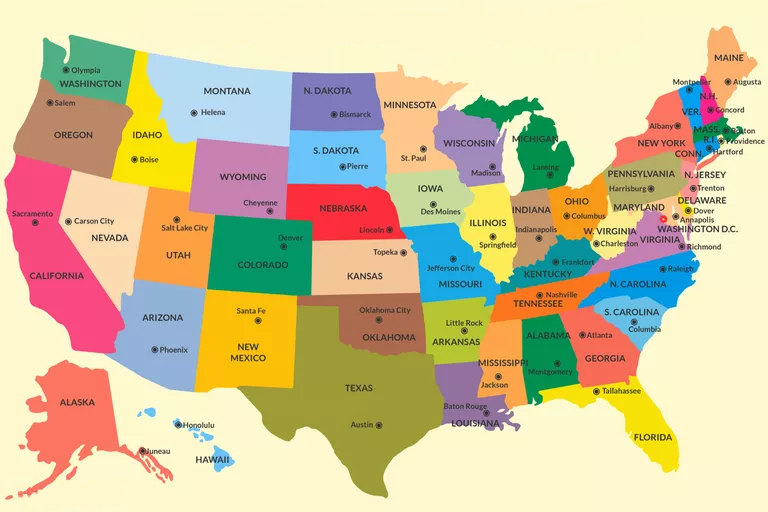 MAINE
Augusta
Montpelier
VER.
N.H.
Concord
Olympia
WASHINGTON
MONTANA
Helena
N. DAKOTA
Bismarck
MINNESOTA
St. Paul
Salem
OREGON
IDAHO
Boise
S. DAKOTA
Pierre
WISCONSIN
Madison
MICHIGAN
Lansing
Albany
NEW YORK
MASS.
Boston
R.I.
Providence
CONN.
Hartford
WYOMING
Cheyenne
IOWA
Des Moines
PENNSYLVANIA
Harrisburg
N. JERSEY
Trenton
Sacramento
Carson City
NEVADA
Salt Lake City
UTAH
Denver
COLORADO
NEBRASKA
Lincoln
ILLINOIS
Springfield
INDIANA
Indianapolis
OHIO
Columbus
DELAWARE
Dover
MARYLAND
Annapolis
WASHINGTON D.C.
W. VIRGINIA
Charleston
VIRGINIA
Richmond
CALIFORNIA
Topeka
KANSAS
Jefferson City
MISSOURI
Frankfort
KENTUCKY
Raleigh
N. CAROLINA
ARIZONA
Phoenix
Santa Fe
NEW
MEXICO
Oklahoma City
OKLAHOMA
Little Rock
ARKANSAS
Nashville
TENNESSEE
S. CAROLINA
Columbia
TEXAS
Austin
MISSISSIPPI
Jackson
ALABAMA
Montgomery
Atlanta
GEORGIA
Baton Rouge
LOUISIANA
Tallahassee
FLORIDA
ALASKA
Juneau
Honolulu
HAWAII